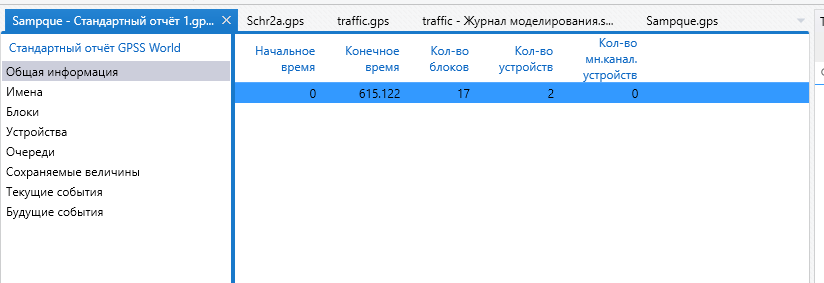 Sampque - Стандартный отчёт 1.gp... Schr2a.gps traffic.gps traffic - Журнал моделирования.s... Sampque.gps
Стандартный отчёт GPSS World
Общая информация
Имена
Блоки
Устройства
Очереди
Сохраняемые величины
Текущие события
Будущие события
Начальное время
Конечное время
Кол-во блоков
Кол-во устройств
Кол-во мн.канал. устройств
0 615.122 17 2 0